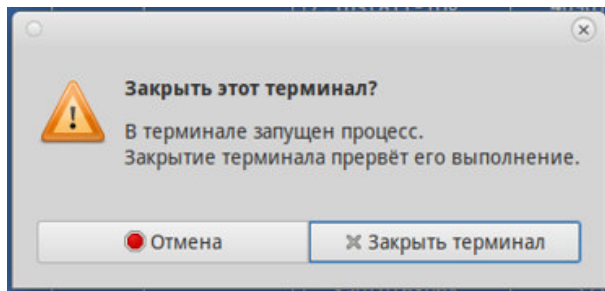 Закрыть этот терминал?
В терминале запущен процесс.
Закрытие терминала прервёт его выполнение.
Отмена
Закрыть терминал